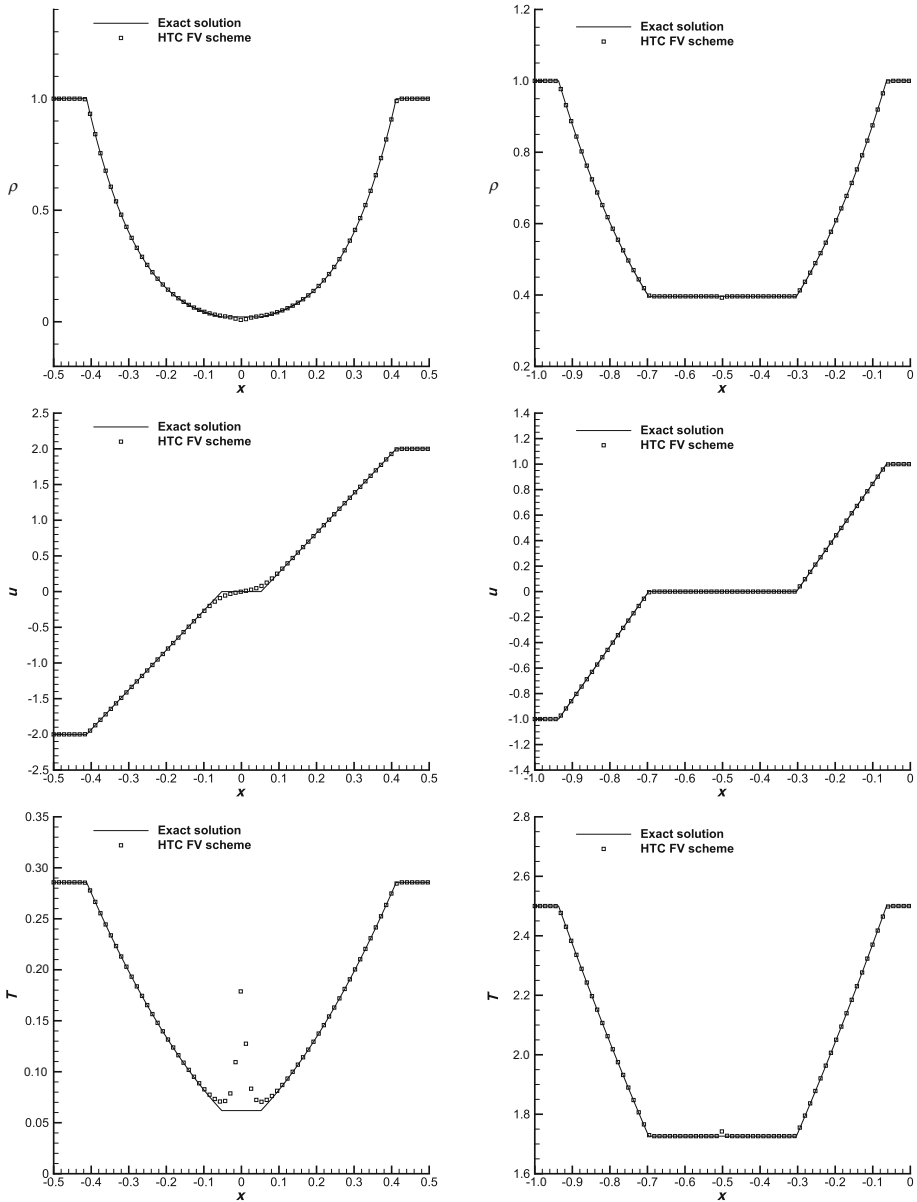 Exact solution
HTC FV scheme
1.0
0.5
0
ρ
-0.5 -0.4 -0.3 -0.2 -0.1 0 0.1 0.2 0.3 0.4 0.5
x
Exact solution
HTC FV scheme
1.2
1.0
0.8
0.6
0.4
0.2
ρ
-1.0 -0.9 -0.8 -0.7 -0.6 -0.5 -0.4 -0.3 -0.2 -0.1 0
x
Exact solution
HTC FV scheme
2.5
2.0
1.5
1.0
0.5
0
-0.5
-1.0
-1.5
-2.0
-2.5
u
-0.5 -0.4 -0.3 -0.2 -0.1 0 0.1 0.2 0.3 0.4 0.5
x
Exact solution
HTC FV scheme
1.4
1.2
1.0
0.8
0.6
0.4
0.2
0
-0.2
-0.4
-0.6
-0.8
-1.0
-1.2
-1.4
u
-1.0 -0.9 -0.8 -0.7 -0.6 -0.5 -0.4 -0.3 -0.2 -0.1 0
x
Exact solution
HTC FV scheme
0.35
0.30
0.25
0.20
0.15
0.10
0.05
0
T
-0.5 -0.4 -0.3 -0.2 -0.1 0 0.1 0.2 0.3 0.4 0.5
x
Exact solution
HTC FV scheme
2.8
2.4
2.2
2.0
1.8
1.6
T
-1.0 -0.9 -0.8 -0.7 -0.6 -0.5 -0.4 -0.3 -0.2 -0.1 0
x